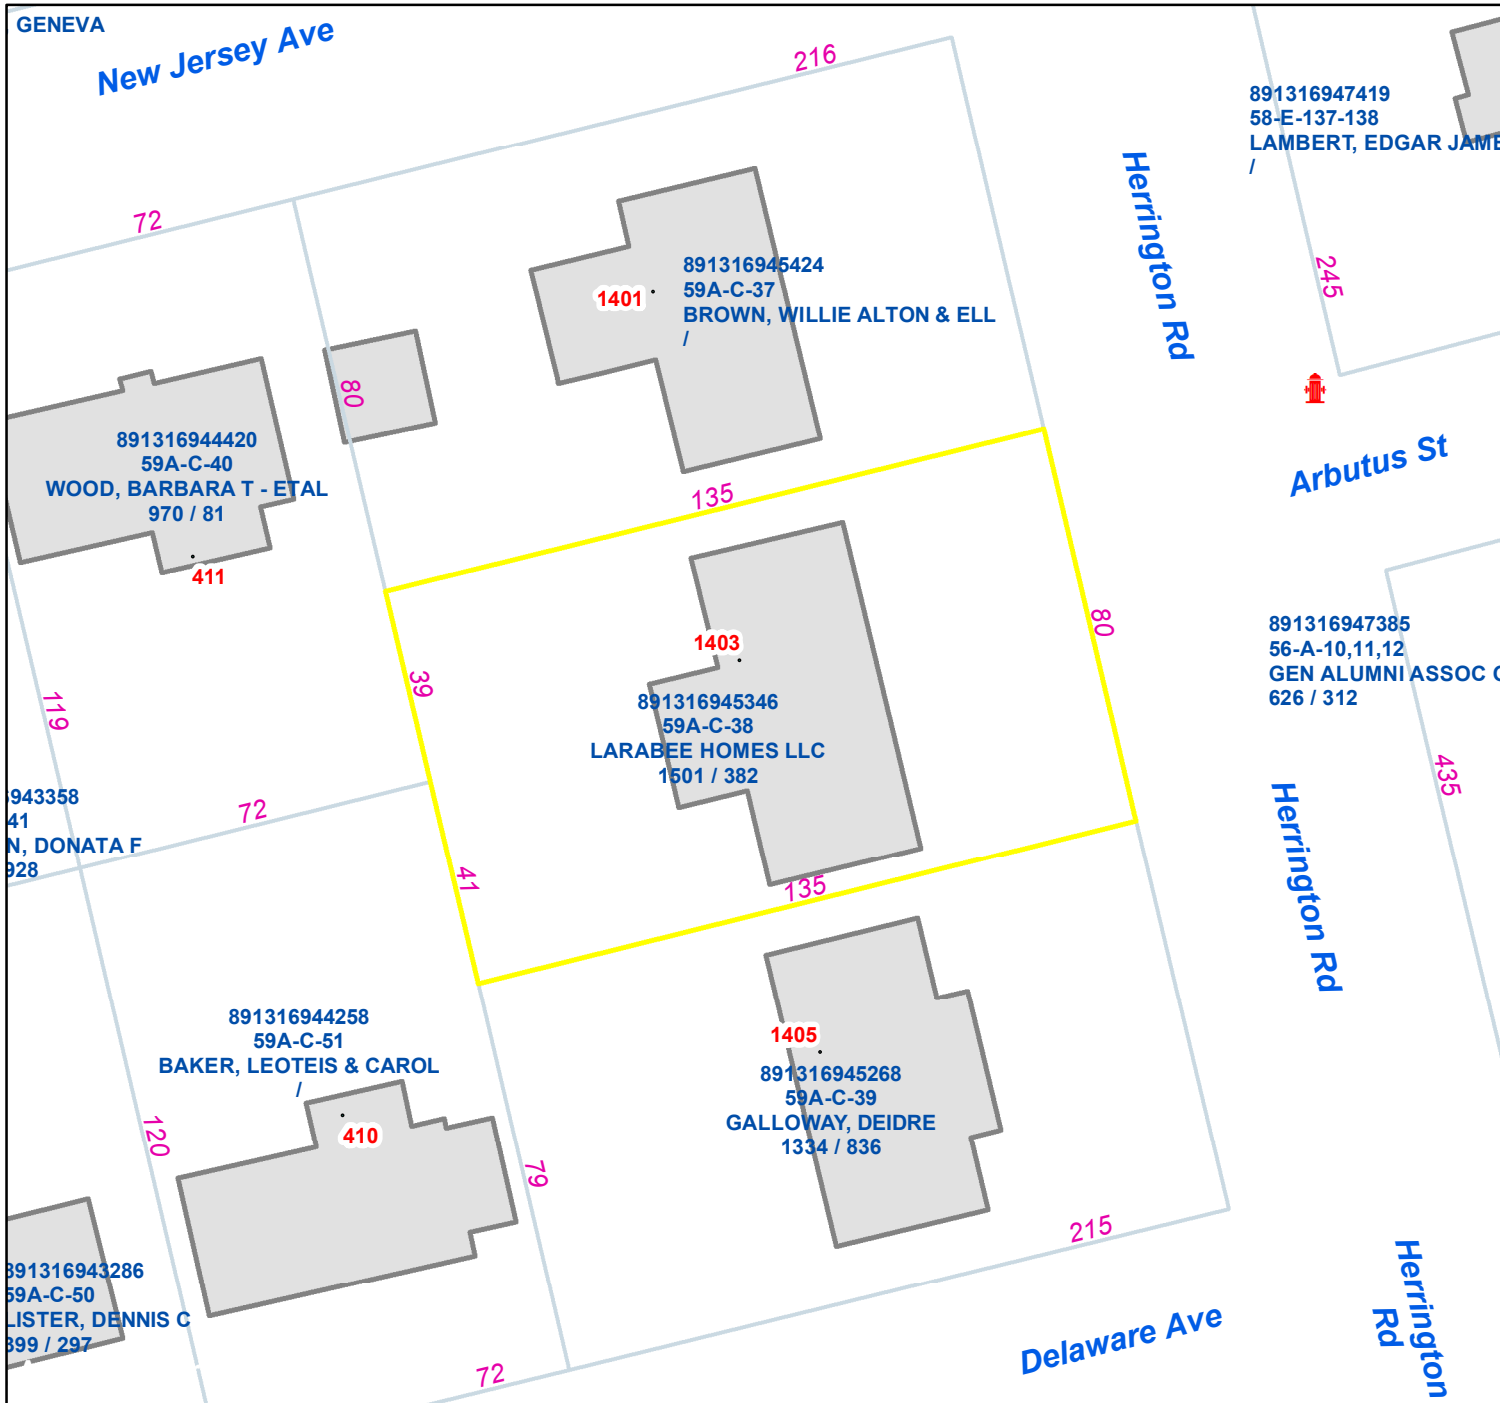 GENEVA
New Jersey Ave
216
891316947419
58-E-137-138
LAMBERT, EDGAR
/
72
Herrington Rd
245
891316945424
59A-C-37
BROWN, WILLIE ALTON & ELL
/
1401
80
891316944420
59A-C-40
WOOD, BARBARA T - ETAL
970 / 81
411
135
Arbutus St
1403
80
39
891316945346
59A-C-38
LARABEE HOMES LLC
1501 / 382
891316947385
56-A-10,11,12
GEN ALUMNI ASSOC
626 / 312
119
435
72
943358
41
N, DONATA F
928
41
135
Herrington Rd
891316944258
59A-C-51
BAKER, LEOTEIS & CAROL
/
410
1405
891316945268
59A-C-39
GALLOWAY, DEIDRE
1334 / 836
120
79
215
91316943286
59A-C-50
LISTER, DENNIS C
399 / 297
72
Delaware Ave
Herrington
Rd